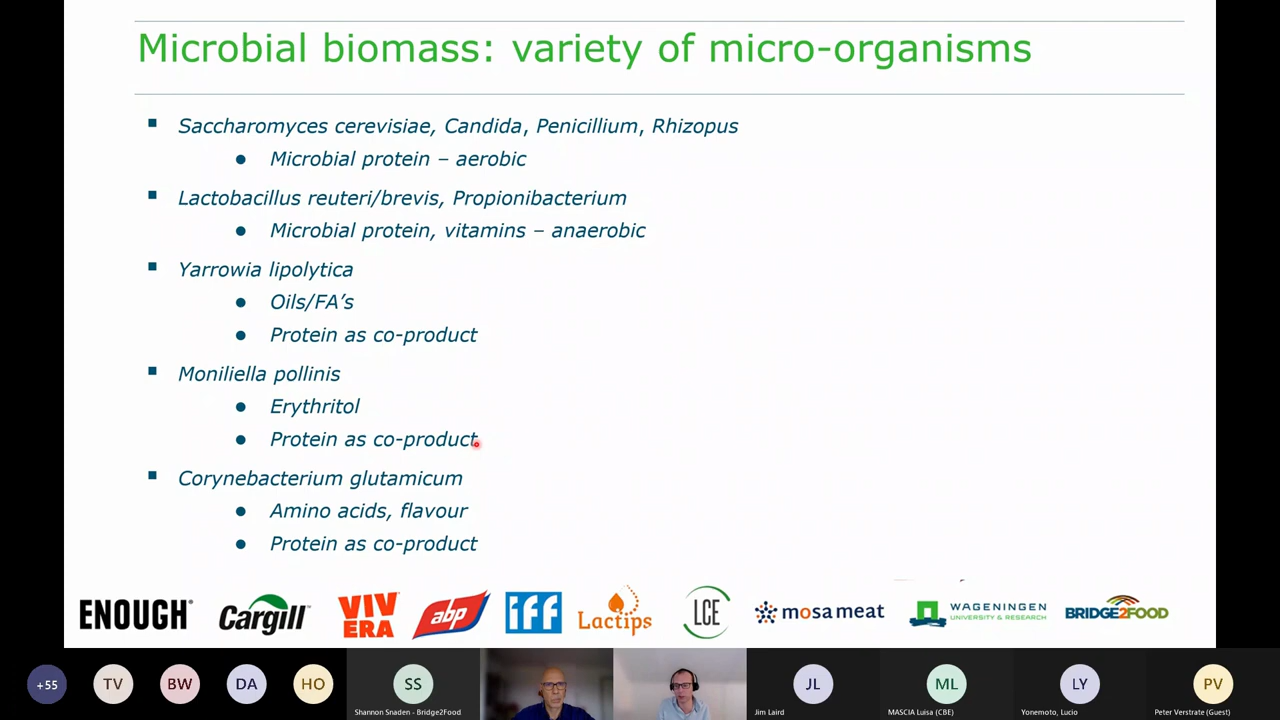 Microbial biomass: variety of micro-organisms
Saccharomyces cerevisiae, Candida, Penicillium, Rhizopus
Microbial protein – aerobic
Lactobacillus reuteri/brevis, Propionibacterium
Microbial protein, vitamins – anaerobic
Yarrowia lipolytica
Oils/FA's
Protein as co-product
Moniliella pollinis
Erythritol
Protein as co-product
Corynebacterium glutamicum
Amino acids, flavour
Protein as co-product
ENOUGH
Cargill
VIVERA
abp
iff
Lactips
LCE
mosa meat
WAGENINGEN
UNIVERSITY & RESEARCH
BRIDGE2FOOD
+55
TV
BW
DA
HO
SS
Shannon Snaden - Bridge2Food
JL
Jim Laird
ML
MASCIA Luisa (CBE)
LY
Yonemoto, Lucio
PV
Peter Verstrate (Guest)